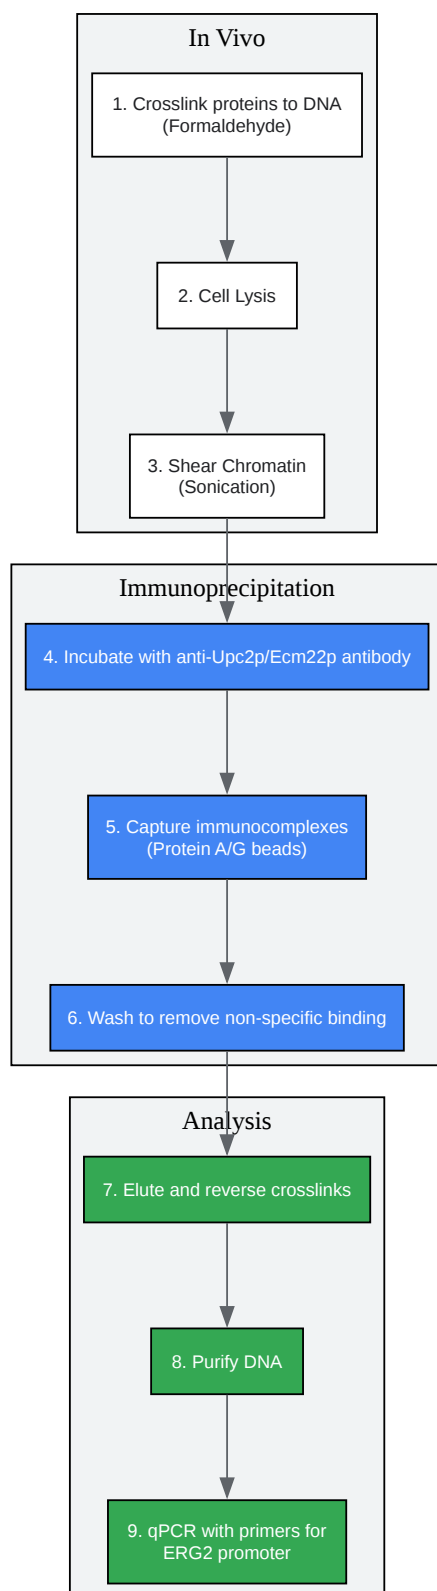 In Vivo
1. Crosslink proteins to DNA
(Formaldehyde)
2. Cell Lysis
3. Shear Chromatin
(Sonication)
Immunoprecipitation
4. Incubate with anti-Upc2p/Ecm22p antibody
5. Capture immunocomplexes
(Protein A/G beads)
6. Wash to remove non-specific binding
Analysis
7. Elute and reverse crosslinks
8. Purify DNA
9. qPCR with primers for
ERG2 promoter